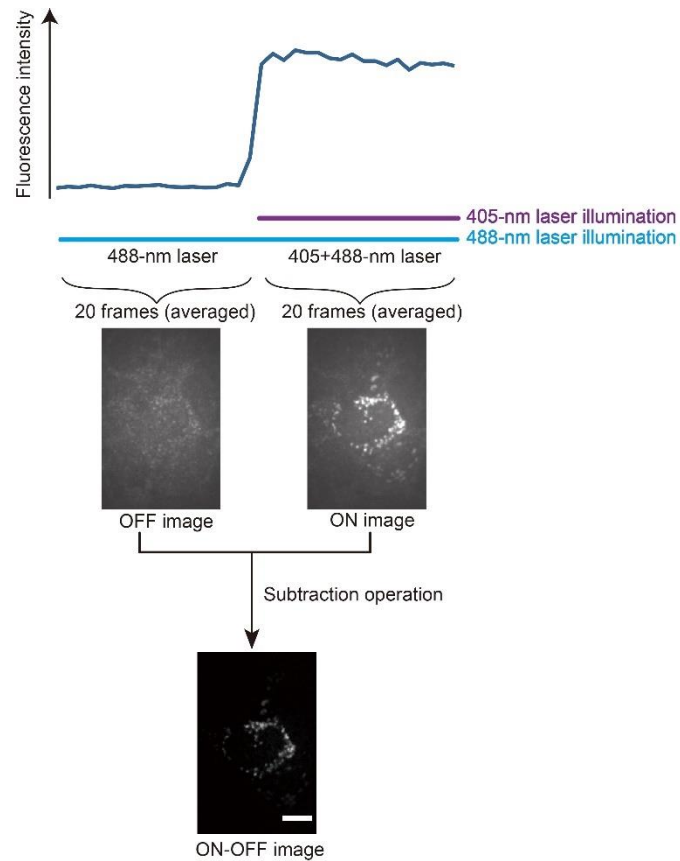 Fluorescence intensity
405-nm laser illumination
488-nm laser illumination
488-nm laser
405+488-nm laser
20 frames (averaged)
20 frames (averaged)
OFF image
ON image
Subtraction operation
ON-OFF image